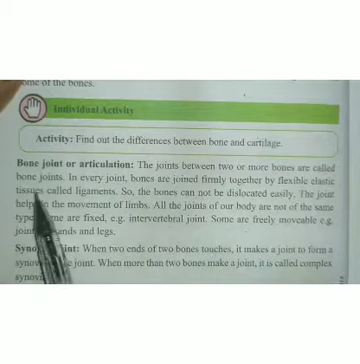 ome of the bones.
Individual Activity
Activity: Find out the differences between bone and cartilage.
Bone joint or articulation: The joints between two or more bones are called
bone joints. In every joint, bones are joined firmly together by flexible elastic
tissues called ligaments. So, the bones can not be dislocated easily. The joint
help in the movement of limbs. All the joints of our body are not of the same
type. me are fixed, e.g. intervertebral joint. Some are freely moveable e.g.
joint ands and legs.
Synov int: When two ends of two bones touches, it makes a joint to form a
synov e joint. When more than two bones make a joint, it is called complex
synov